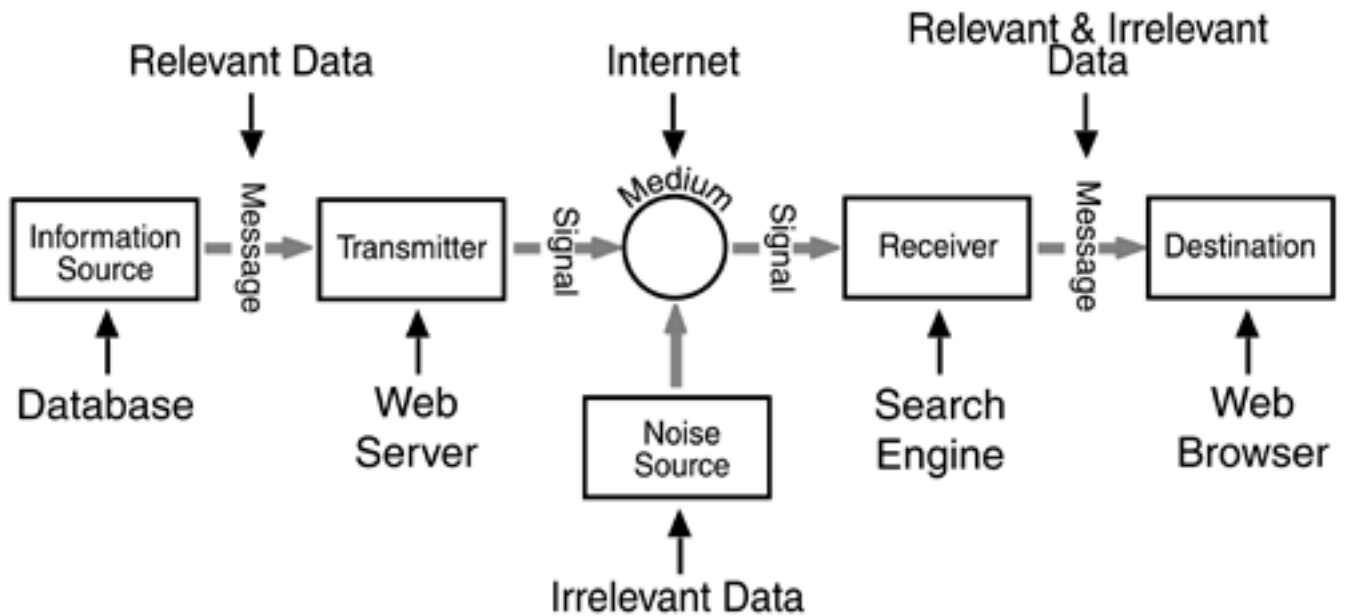 Relevant & Irrelevant
Data
Relevant Data
Internet
Information
Source
Message
Transmitter
Signal
Medium
Signal
Receiver
Message
Destination
Database
Web
Server
Noise
Source
Search
Engine
Web
Browser
Irrelevant Data